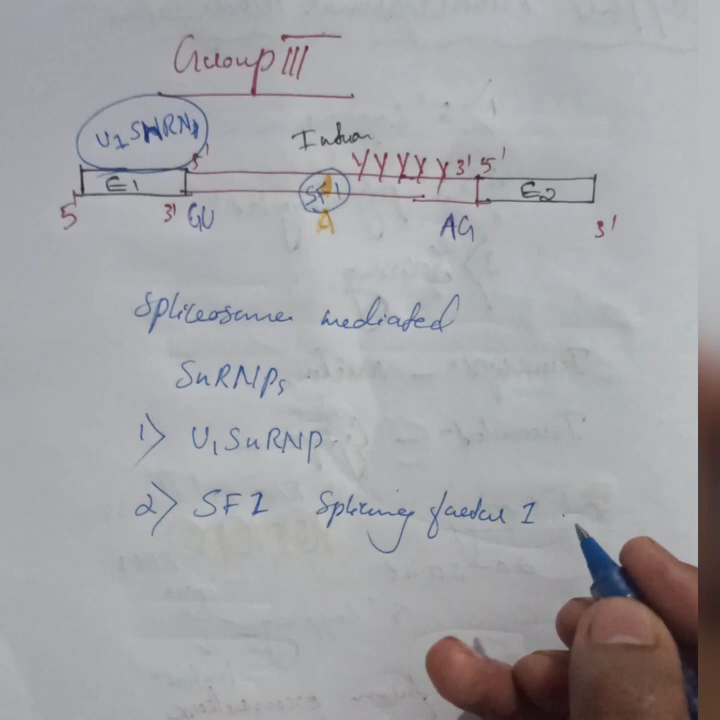 Group III
U1 SnRNP
Intron
5' YYYYY 3' 5'
E1 SF1 E2
5' 3' GU A AG 3'
Spliceosome mediated
SnRNPs
1) U1 SnRNP
2) SF1 Splicing factor 1